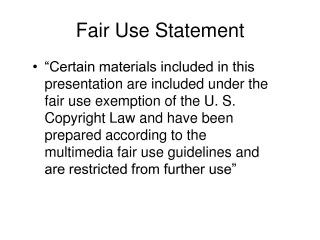 Fair Use Statement
• “Certain materials included in this
presentation are included under the
fair use exemption of the U. S.
Copyright Law and have been
prepared according to the
multimedia fair use guidelines and
are restricted from further use”